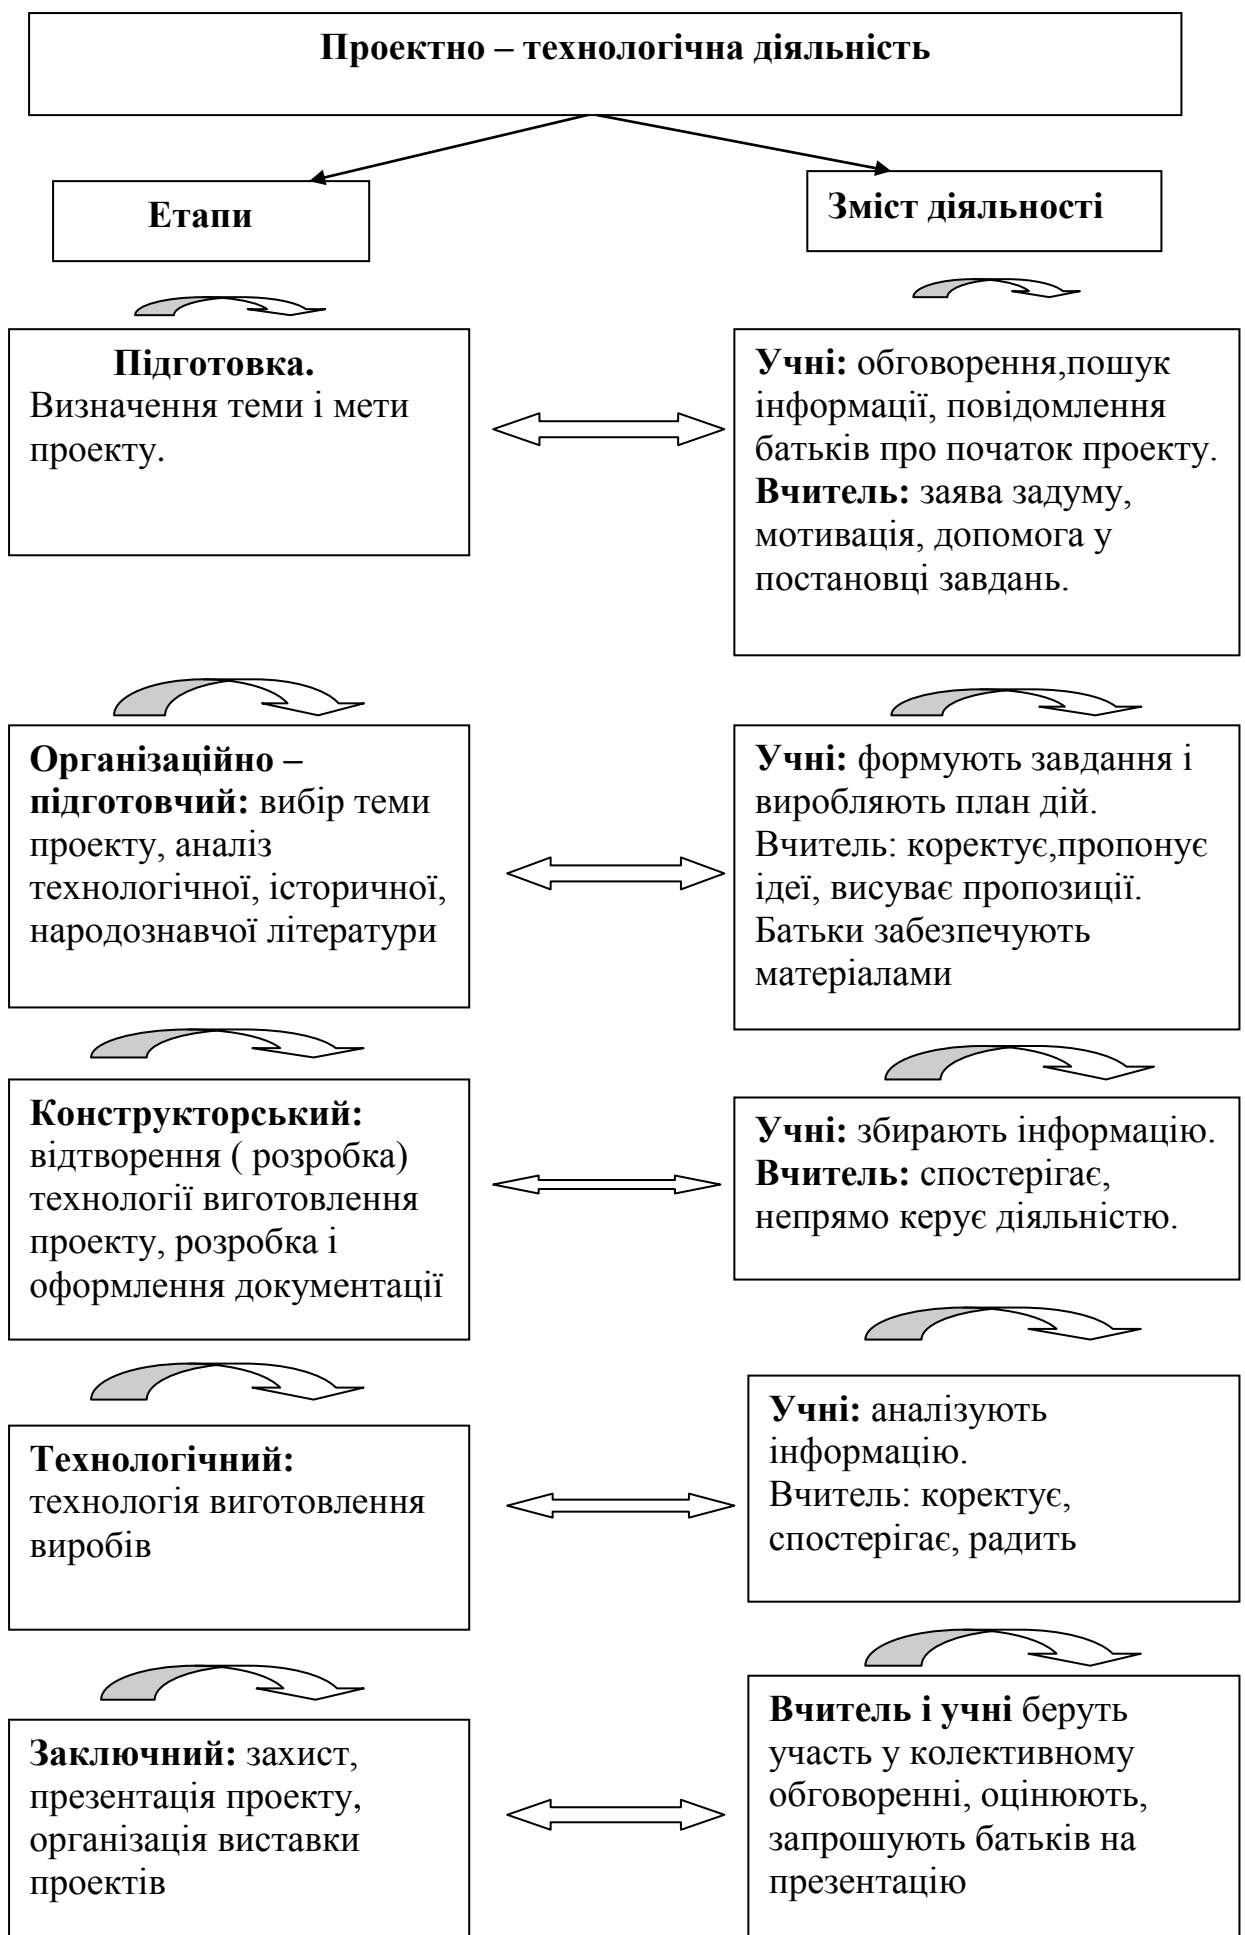 Проектно – технологічна діяльність
Етапи
Зміст діяльності
Підготовка.
Визначення теми і мети
проекту.
Учні: обговорення,пошук
інформації, повідомлення
батьків про початок проекту.
Вчитель: заява задуму,
мотивація, допомога у
постановці завдань.
Організаційно –
підготовчий: вибір теми
проекту, аналіз
технологічної, історичної,
народознавчої літератури
Учні: формують завдання і
виробляють план дій.
Вчитель: коректує,пропонує
ідеї, висуває пропозиції.
Батьки забезпечують
матеріалами
Конструкторський:
відтворення ( розробка)
технології виготовлення
проекту, розробка і
оформлення документації
Учні: збирають інформацію.
Вчитель: спостерігає,
непрямо керує діяльністю.
Технологічний:
технологія виготовлення
виробів
Учні: аналізують
інформацію.
Вчитель: коректує,
спостерігає, радить
Заключний: захист,
презентація проекту,
організація виставки
проектів
Вчитель і учні беруть
участь у колективному
обговоренні, оцінюють,
запрошують батьків на
презентацію